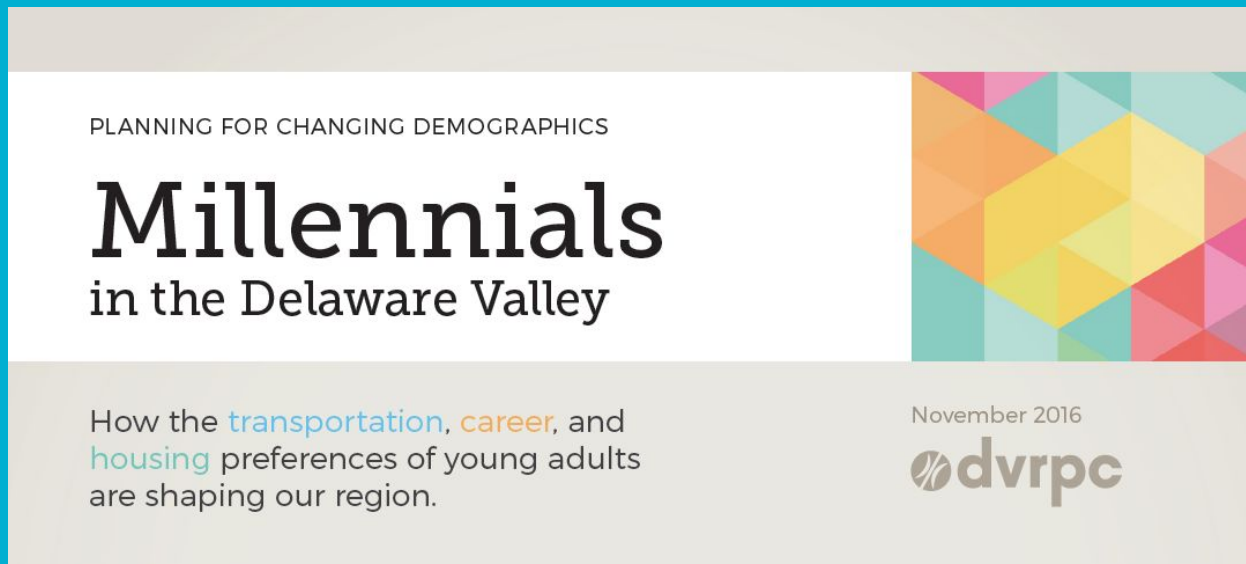 PLANNING FOR CHANGING DEMOGRAPHICS
Millennials
in the Delaware Valley
How the transportation, career, and
housing preferences of young adults
are shaping our region.
November 2016
dvrpc